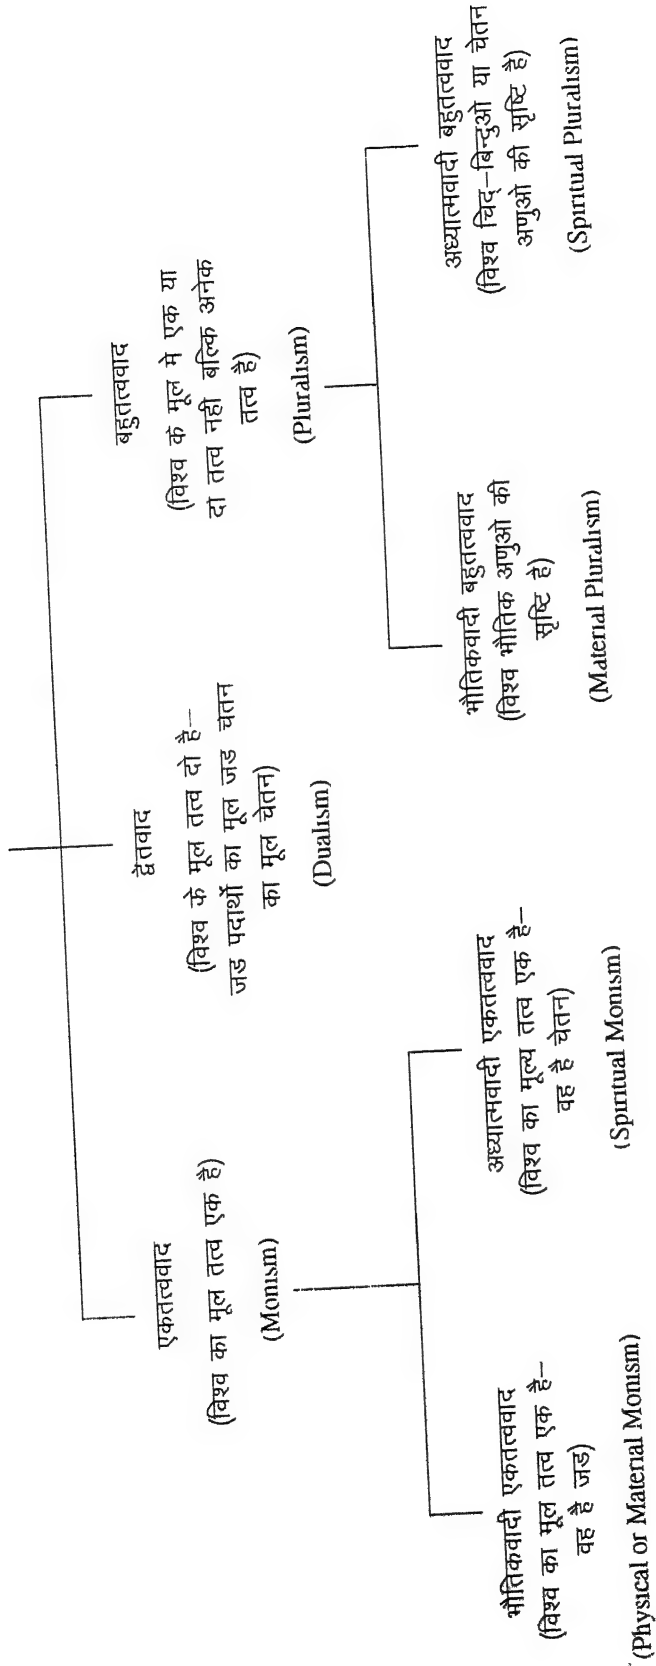 एकतत्त्ववाद
(विश्व का मूल तत्व एक है)
(Monism)
द्वैतवाद
(विश्व के मूल तत्व दो है–
जड पदार्थो का मूल जड चेतन
का मूल चेतन)
(Dualism)
बहुतत्त्ववाद
(विश्व के मूल मे एक या
दो तत्व नही बल्कि अनेक
तत्व है)
(Pluralism)
भौतिकवादी एकतत्त्ववाद
(विश्व का मूल तत्व एक है–
वह है जड)
(Physical or Material Monism)
अध्यात्मवादी एकतत्त्ववाद
(विश्व का मूल्य तत्व एक है–
वह है चेतन)
(Spiritual Monism)
भौतिकवादी बहुतत्त्ववाद
(विश्व भौतिक अणुओ की
सृष्टि है)
(Material Pluralism)
अध्यात्मवादी बहुतत्त्ववाद
(विश्व चिद्–बिन्दुओ या चेतन
अणुओ की सृष्टि है)
(Spiritual Pluralism)